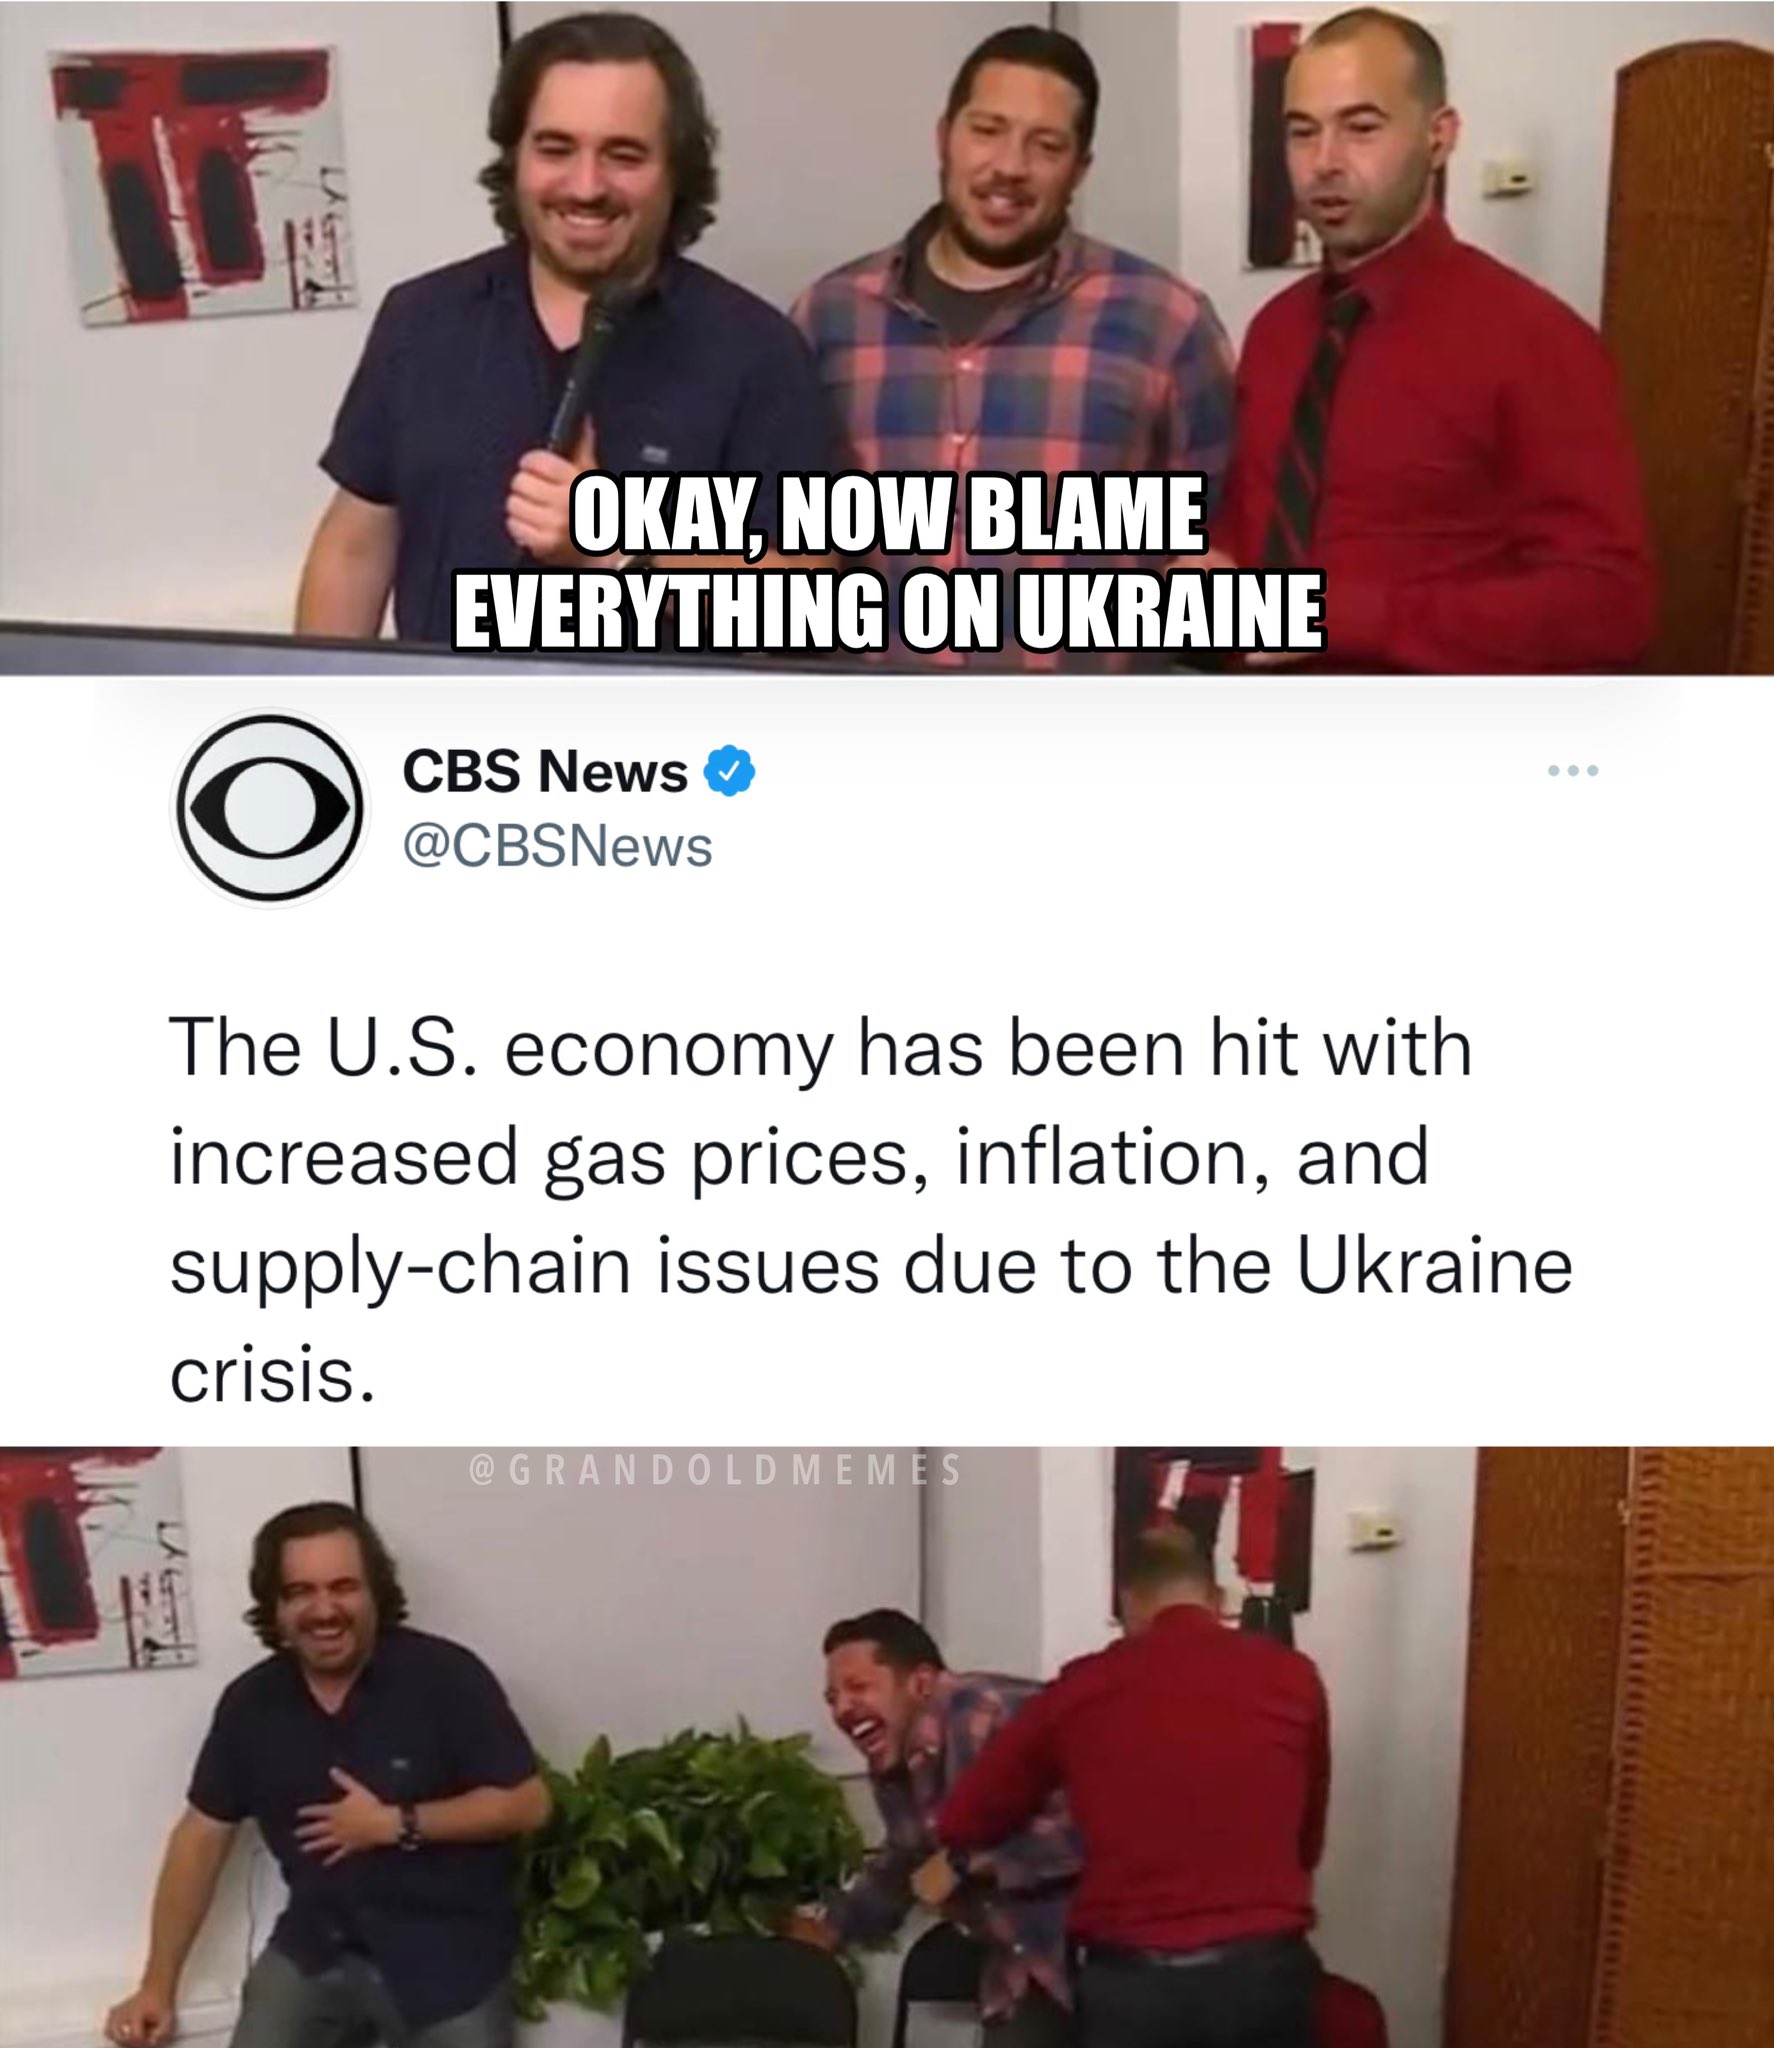 OKAY, NOW BLAME
EVERYTHING ON UKRAINE
CBS News
@CBSNews
The U.S. economy has been hit with
increased gas prices, inflation, and
supply-chain issues due to the Ukraine
crisis.
@GRANDOLDMEMES